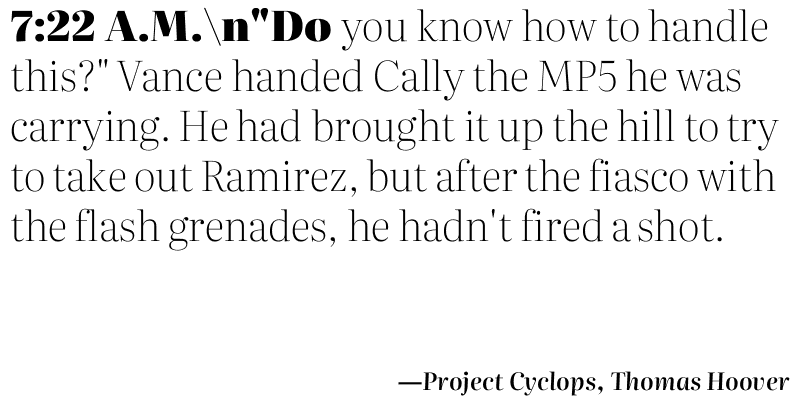 7:22 A.M.\n"Do you know how to handle
this?" Vance handed Cally the MP5 he was
carrying. He had brought it up the hill to try
to take out Ramirez, but after the fiasco with
the flash grenades, he hadn't fired a shot.
—Project Cyclops, Thomas Hoover